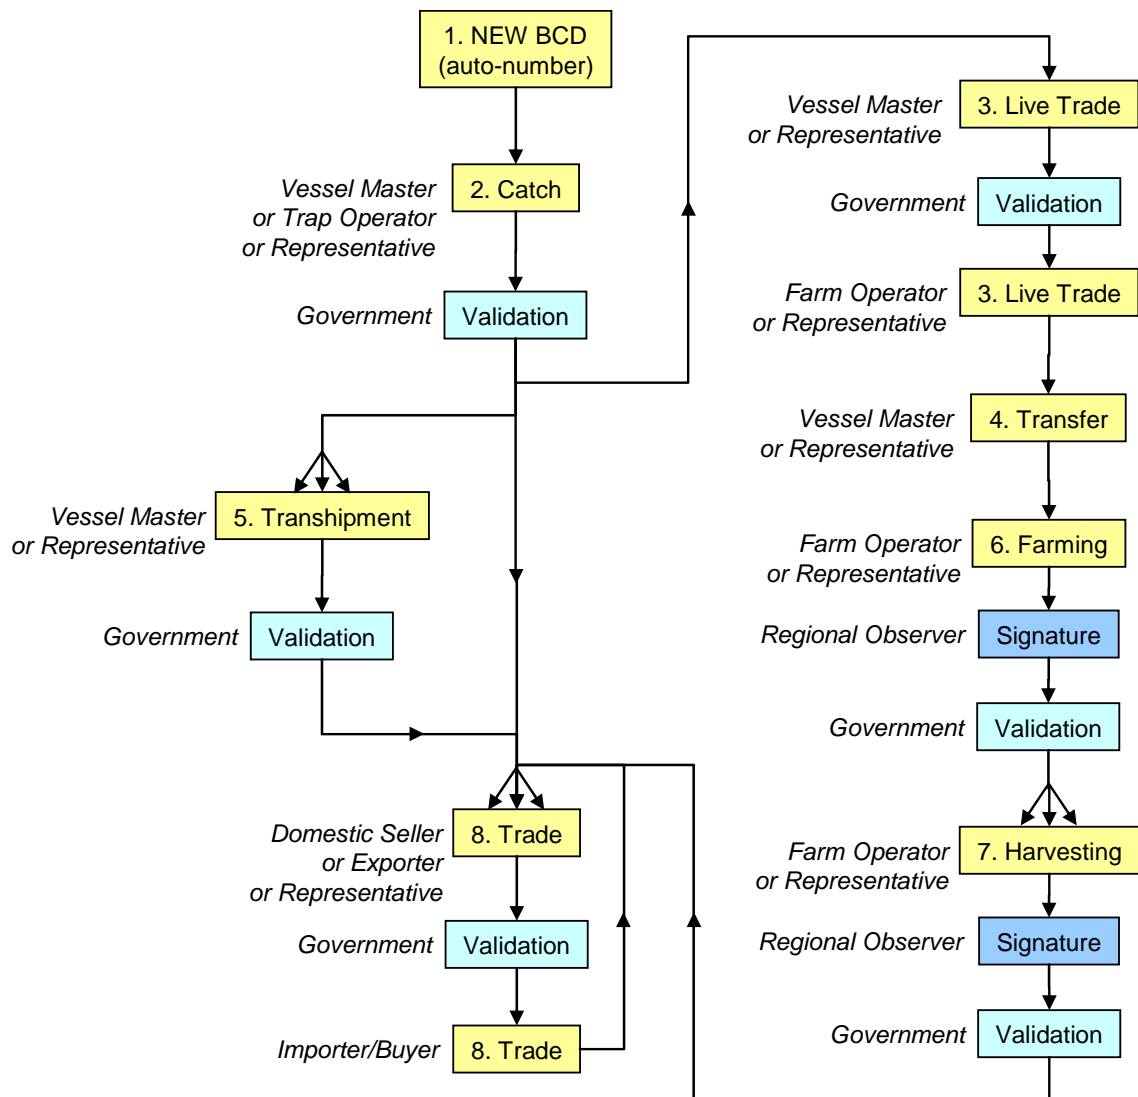 1. NEW BCD
(auto-number)
Vessel Master
or Trap Operator
or Representative
2. Catch
Government
Validation
Vessel Master
or Representative
5. Transhipment
Government
Validation
Domestic Seller
or Exporter
or Representative
8. Trade
Government
Validation
Importer/Buyer
8. Trade
Vessel Master
or Representative
3. Live Trade
Government
Validation
Farm Operator
or Representative
3. Live Trade
Vessel Master
or Representative
4. Transfer
Farm Operator
or Representative
6. Farming
Regional Observer
Signature
Government
Validation
Farm Operator
or Representative
7. Harvesting
Regional Observer
Signature
Government
Validation